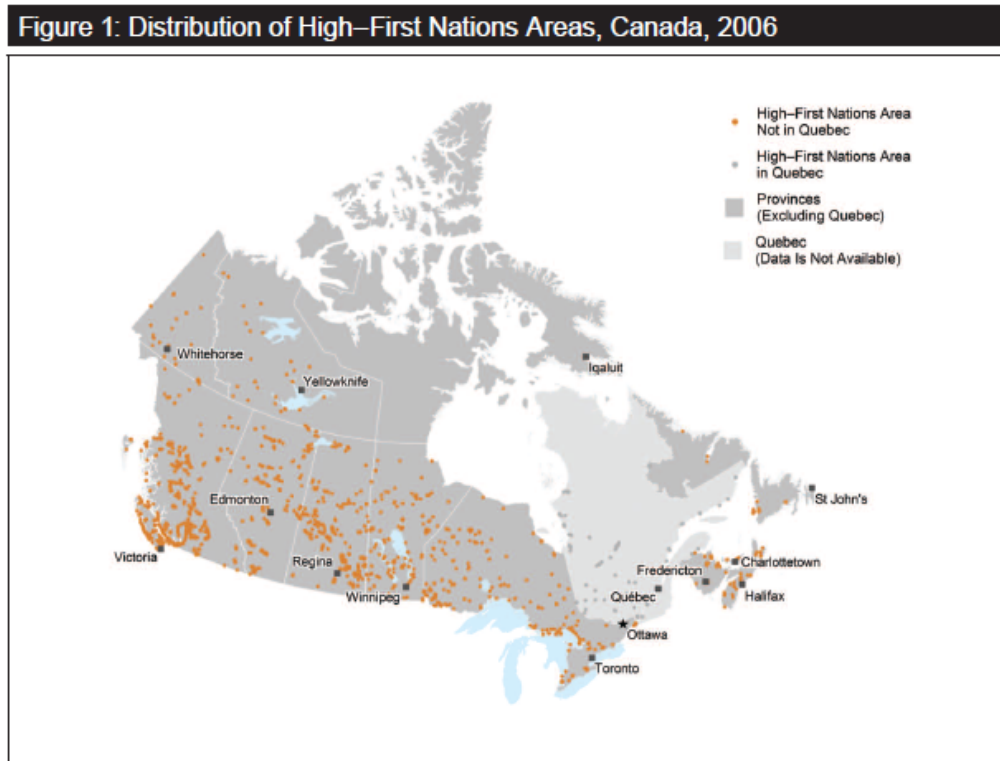 Figure 1: Distribution of High–First Nations Areas, Canada, 2006
High–First Nations Area
Not in Quebec
High–First Nations Area
in Quebec
Provinces
(Excluding Quebec)
Quebec
(Data Is Not Available)
Whitehorse
Iqaluit
Yellowknife
Edmonton
St John's
Victoria
Regina
Winnipeg
Fredericton
Charlottetown
Québec
Halifax
Ottawa
Toronto